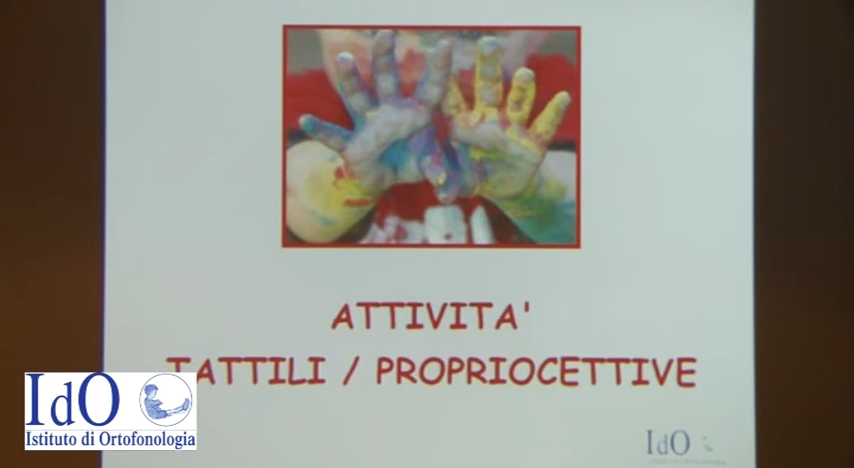 ATTIVITA'
TATTILI / PROPRIOCETTIVE
IdO
Istituto di Ortofonologia
IdO